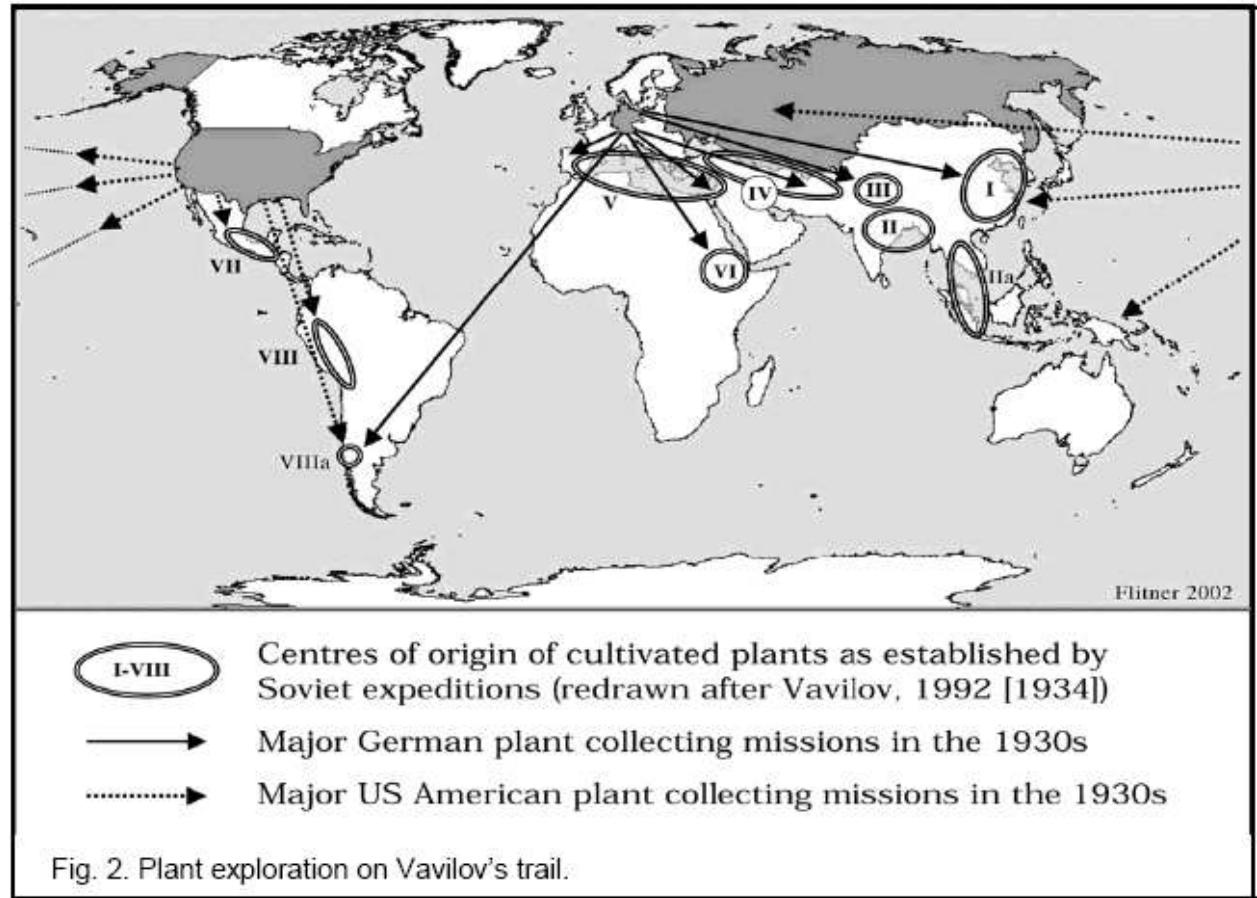 I
II
IIa
III
IV
V
VI
VII
VIII
VIIIa
Flitner 2002
I-VIII
Centres of origin of cultivated plants as established by
Soviet expeditions (redrawn after Vavilov, 1992 [1934])
Major German plant collecting missions in the 1930s
Major US American plant collecting missions in the 1930s
Fig. 2. Plant exploration on Vavilov's trail.